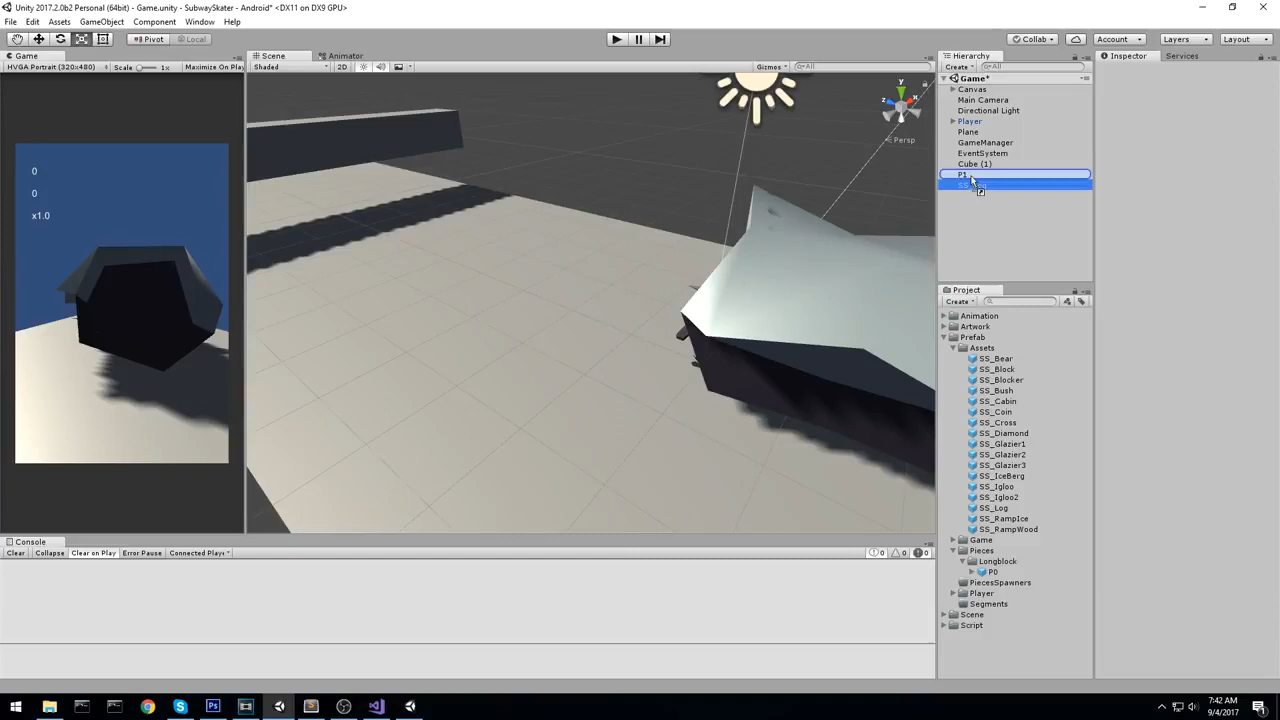 Unity 2017.2.0b2 Personal (64bit) - Game.unity - SubwaySkater - Android* <DX11 on DX9 GPU>
File Edit Assets GameObject Component Window Help
Pivot Local Collab Account Layers Layout
Game Scene Animator Hierarchy Inspector Services
HVGA Portrait (320x480) Scale 1x Maximize On Play Shaded 2D Gizmos All Create All
Game*
Canvas
Main Camera
Directional Light
Player
Plane
GameManager
EventSystem
Cube (1)
P1
y
z x
Persp
0
0
x1.0
Project
Create
Animation
Artwork
Prefab
Assets
SS_Bear
SS_Block
SS_Blocker
SS_Bush
SS_Cabin
SS_Coin
SS_Cross
SS_Diamond
SS_Glazier1
SS_Glazier2
SS_Glazier3
SS_IceBerg
SS_Igloo
SS_Igloo2
SS_Log
SS_RampIce
SS_RampWood
Game
Pieces
Longblock
P0
PiecesSpawners
Player
Segments
Scene
Script
Console
Clear Collapse Clear on Play Error Pause Connected Play 0 0 0
7:42 AM
9/4/2017